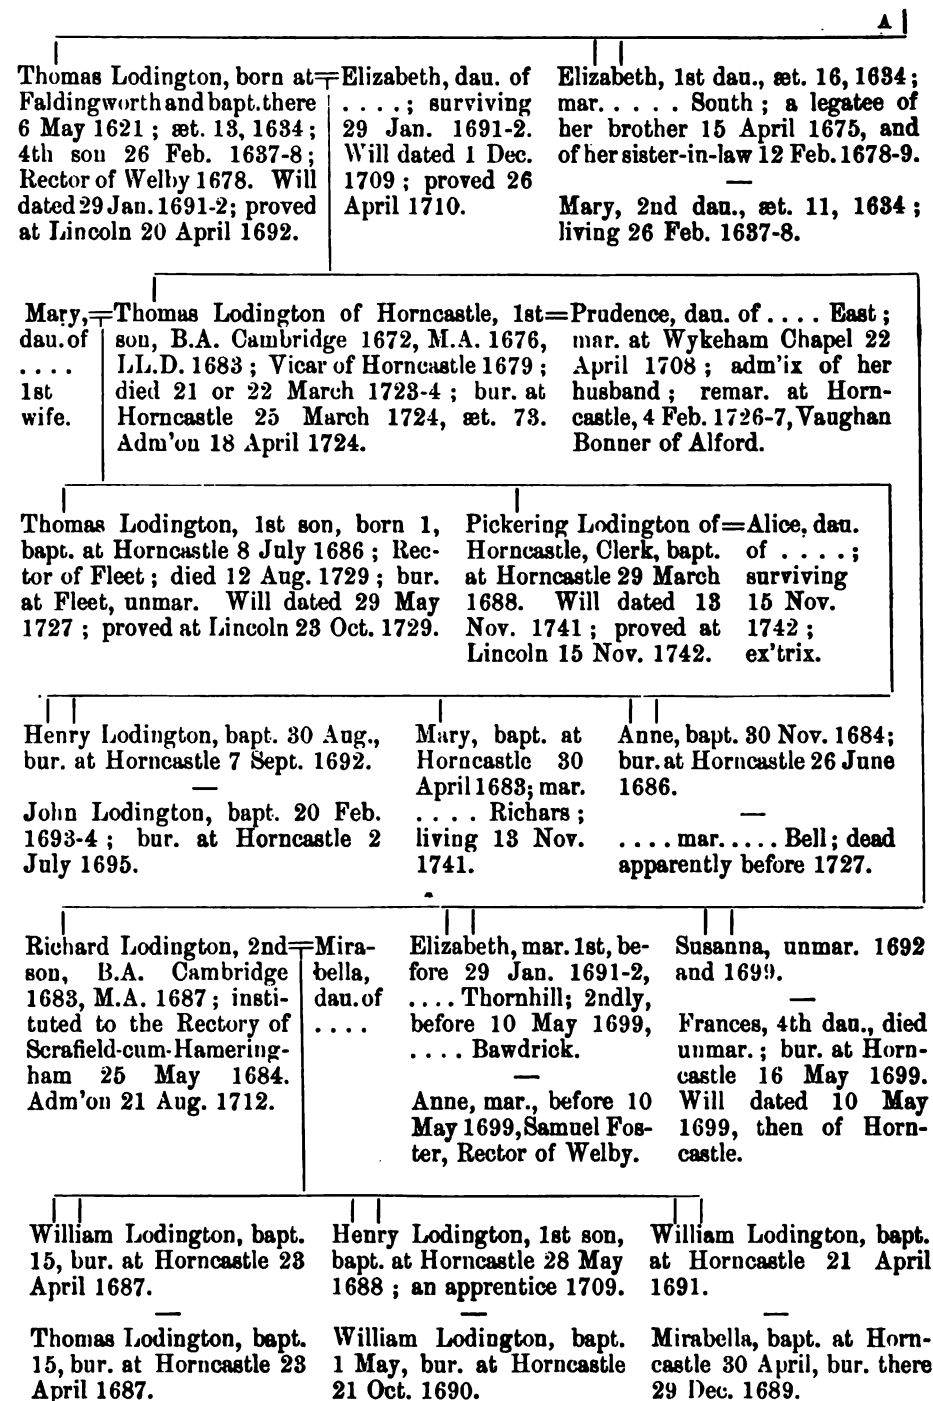 A
Thomas Lodington, born at
Faldingworth and bapt. there
6 May 1621 ; æt. 13, 1634 ;
4th son 26 Feb. 1637-8 ;
Rector of Welby 1678. Will
dated 29 Jan. 1691-2; proved
at Lincoln 20 April 1692.
=Elizabeth, dau. of
. . . . ; surviving
29 Jan. 1691-2.
Will dated 1 Dec.
1709 ; proved 26
April 1710.
Elizabeth, 1st dau., æt. 16, 1634 ;
mar. . . . . South ; a legatee of
her brother 15 April 1675, and
of her sister-in-law 12 Feb. 1678-9.
—
Mary, 2nd dau., æt. 11, 1634 ;
living 26 Feb. 1637-8.
Mary,=
dau. of
. . . .
1st
wife.
Thomas Lodington of Horncastle, 1st
son, B.A. Cambridge 1672, M.A. 1676,
LL.D. 1683 ; Vicar of Horncastle 1679 ;
died 21 or 22 March 1723-4 ; bur. at
Horncastle 25 March 1724, æt. 73.
Adm'on 18 April 1724.
=Prudence, dau. of . . . . East ;
mar. at Wykeham Chapel 22
April 1708 ; adm'ix of her
husband ; remar. at Horn-
castle, 4 Feb. 1726-7, Vaughan
Bonner of Alford.
Thomas Lodington, 1st son, born 1,
bapt. at Horncastle 8 July 1686 ; Rec-
tor of Fleet ; died 12 Aug. 1729 ; bur.
at Fleet, unmar. Will dated 29 May
1727 ; proved at Lincoln 23 Oct. 1729.
Pickering Lodington of
Horncastle, Clerk, bapt.
at Horncastle 29 March
1688. Will dated 13
Nov. 1741 ; proved at
Lincoln 15 Nov. 1742.
=Alice, dau.
of . . . . ;
surviving
15 Nov.
1742 ;
ex'trix.
Henry Lodington, bapt. 30 Aug.,
bur. at Horncastle 7 Sept. 1692.
—
John Lodington, bapt. 20 Feb.
1693-4 ; bur. at Horncastle 2
July 1695.
Mary, bapt. at
Horncastle 30
April 1683; mar.
. . . . Richars ;
living 13 Nov.
1741.
Anne, bapt. 30 Nov. 1684;
bur. at Horncastle 26 June
1686.
—
. . . . mar. . . . . Bell ; dead
apparently before 1727.
Richard Lodington, 2nd
son, B.A. Cambridge
1683, M.A. 1687 ; insti-
tuted to the Rectory of
Scrafield-cum-Hamering-
ham 25 May 1684.
Adm'on 21 Aug. 1712.
=Mira-
bella,
dau. of
. . . .
Elizabeth, mar. 1st, be-
fore 29 Jan. 1691-2,
. . . . Thornhill; 2ndly,
before 10 May 1699,
. . . . Bawdrick.
—
Anne, mar., before 10
May 1699, Samuel Fos-
ter, Rector of Welby.
Susanna, unmar. 1692
and 1699.
—
Frances, 4th dau., died
unmar. ; bur. at Horn-
castle 16 May 1699.
Will dated 10 May
1699, then of Horn-
castle.
William Lodington, bapt.
15, bur. at Horncastle 23
April 1687.
—
Thomas Lodington, bapt.
15, bur. at Horncastle 23
April 1687.
Henry Lodington, 1st son,
bapt. at Horncastle 28 May
1688 ; an apprentice 1709.
—
William Lodington, bapt.
1 May, bur. at Horncastle
21 Oct. 1690.
William Lodington, bapt.
at Horncastle 21 April
1691.
—
Mirabella, bapt. at Horn-
castle 30 April, bur. there
29 Dec. 1689.